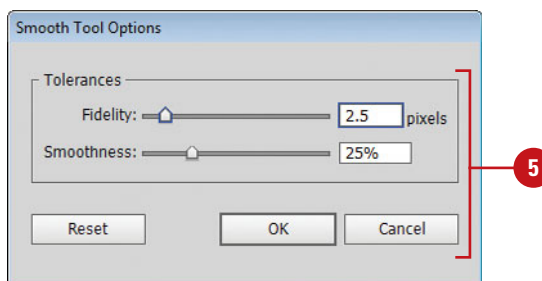 Smooth Tool Options
Tolerances
Fidelity: 2.5 pixels
Smoothness: 25%
5
Reset OK Cancel